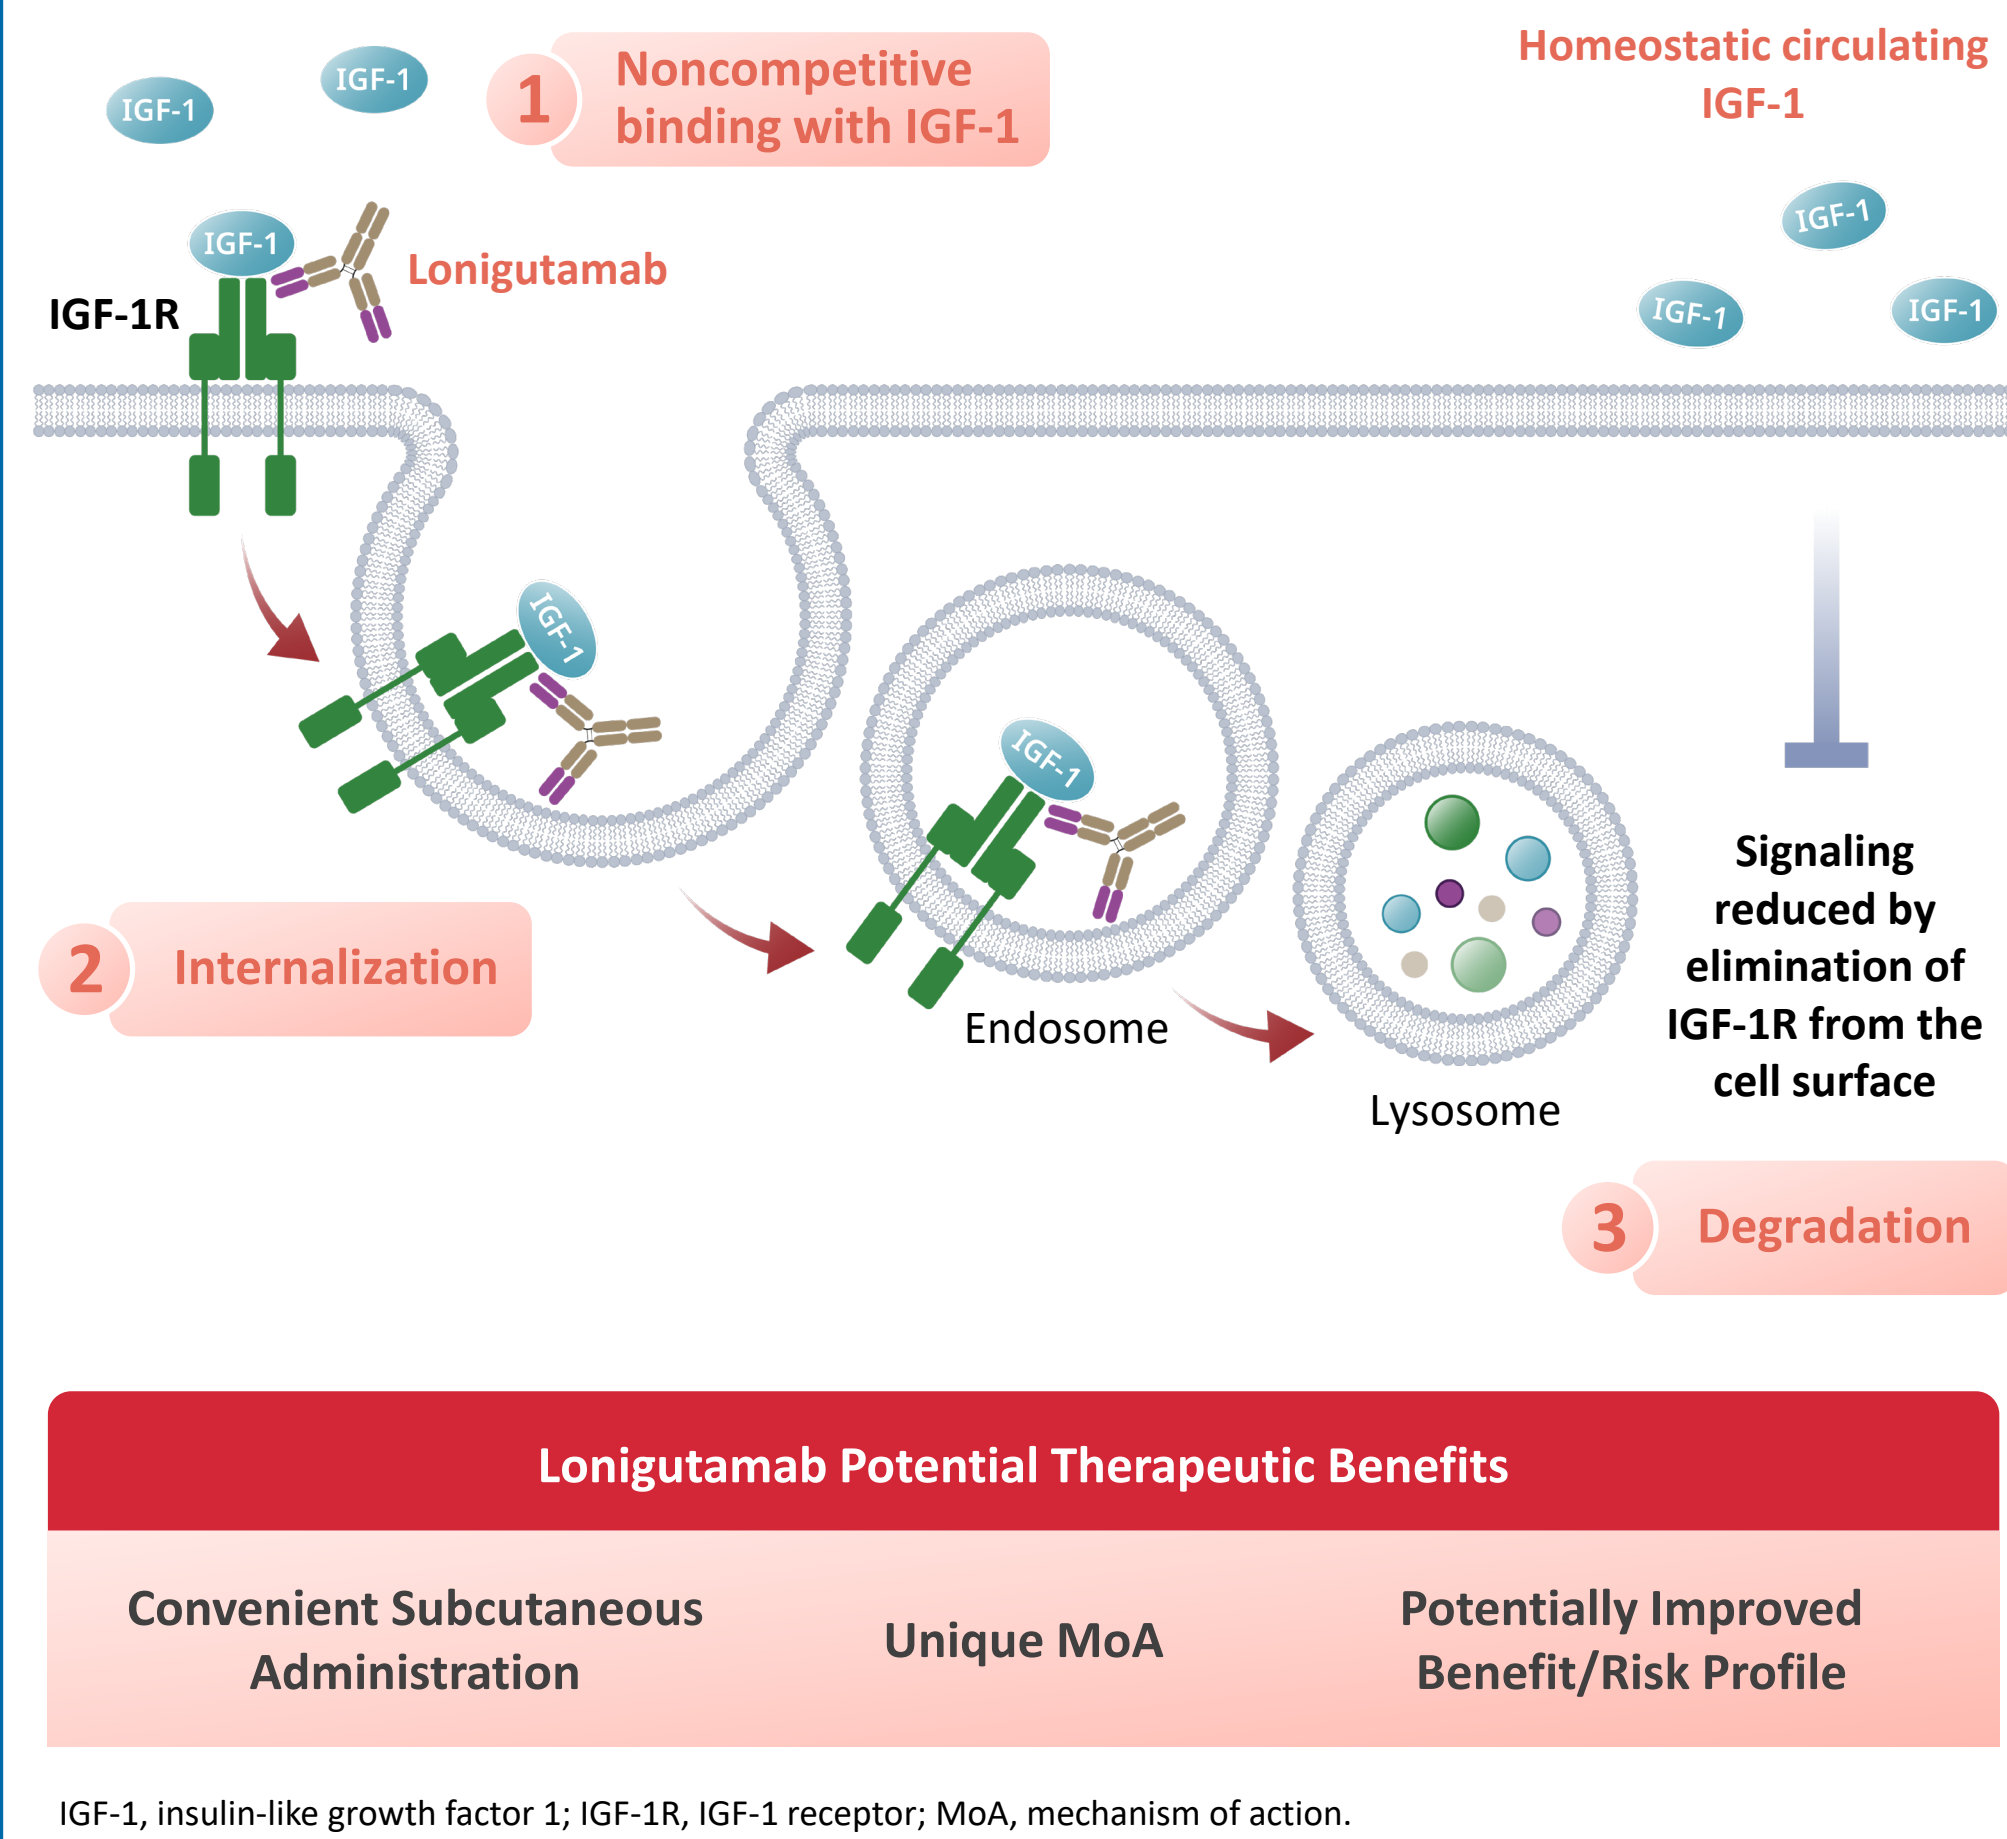 IGF-1
IGF-1
1
Noncompetitive
binding with IGF-1
Homeostatic circulating
IGF-1
IGF-1
IGF-1
IGF-1
IGF-1
Lonigutamab
IGF-1R
IGF-1
IGF-1
2
Internalization
Endosome
Lysosome
Signaling
reduced by
elimination of
IGF-1R from the
cell surface
3
Degradation
Lonigutamab Potential Therapeutic Benefits
Convenient Subcutaneous
Administration
Unique MoA
Potentially Improved
Benefit/Risk Profile
IGF-1, insulin-like growth factor 1; IGF-1R, IGF-1 receptor; MoA, mechanism of action.